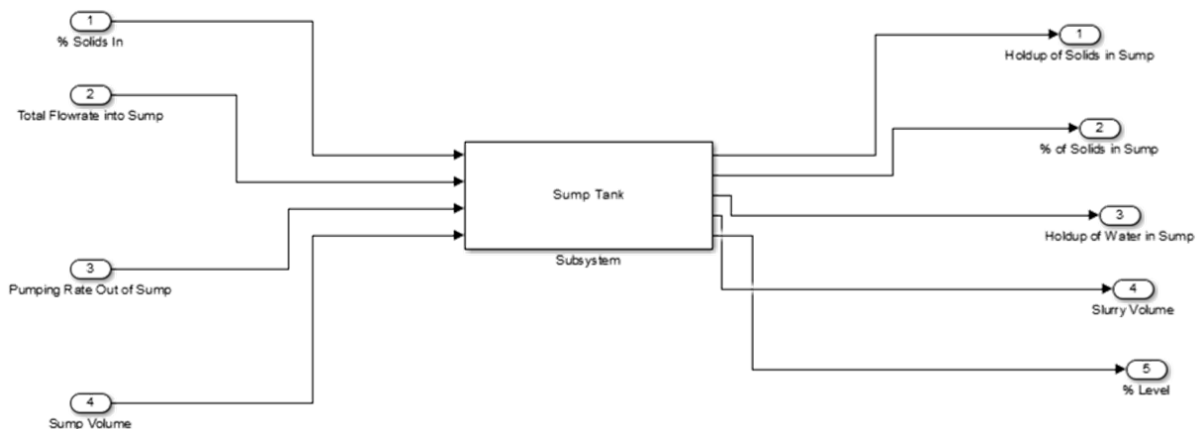 1
% Solids In
2
Total Flowrate into Sump
3
Pumping Rate Out of Sump
4
Sump Volume
Sump Tank
Subsystem
1
Holdup of Solids in Sump
2
% of Solids in Sump
3
Holdup of Water in Sump
4
Slurry Volume
5
% Level